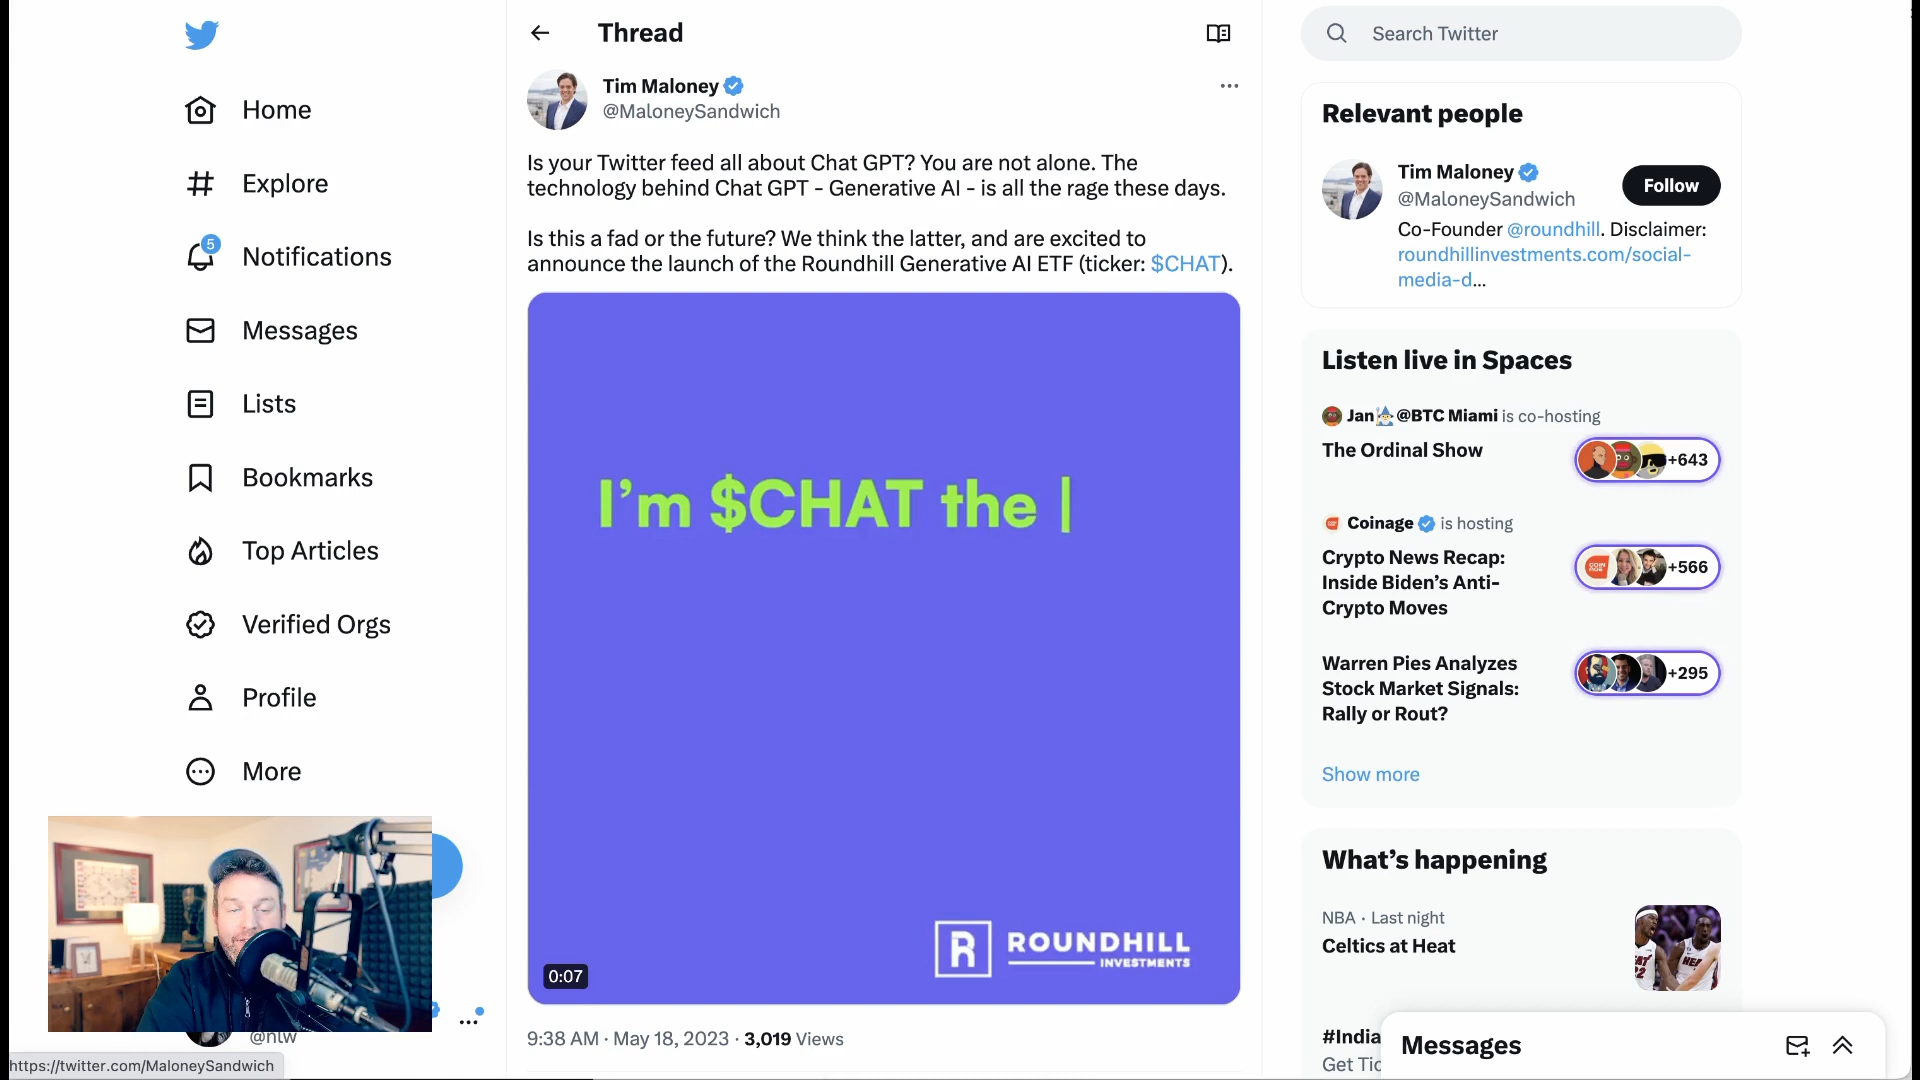 Home
Explore
5
Notifications
Messages
Lists
Bookmarks
Top Articles
Verified Orgs
Profile
More
@nlw
https://twitter.com/MaloneySandwich
Thread
Tim Maloney
@MaloneySandwich
Is your Twitter feed all about Chat GPT? You are not alone. The
technology behind Chat GPT - Generative AI - is all the rage these days.
Is this a fad or the future? We think the latter, and are excited to
announce the launch of the Roundhill Generative AI ETF (ticker: $CHAT).
I'm $CHAT the |
R ROUNDHILL
INVESTMENTS
0:07
9:38 AM · May 18, 2023 · 3,019 Views
Search Twitter
Relevant people
Tim Maloney
@MaloneySandwich
Follow
Co-Founder @roundhill. Disclaimer:
roundhillinvestments.com/social-
media-d...
Listen live in Spaces
Jan @BTC Miami is co-hosting
The Ordinal Show
+643
Coinage is hosting
Crypto News Recap:
Inside Biden's Anti-
Crypto Moves
+566
Warren Pies Analyzes
Stock Market Signals:
Rally or Rout?
+295
Show more
What's happening
NBA · Last night
Celtics at Heat
#India
Get Tic
Messages